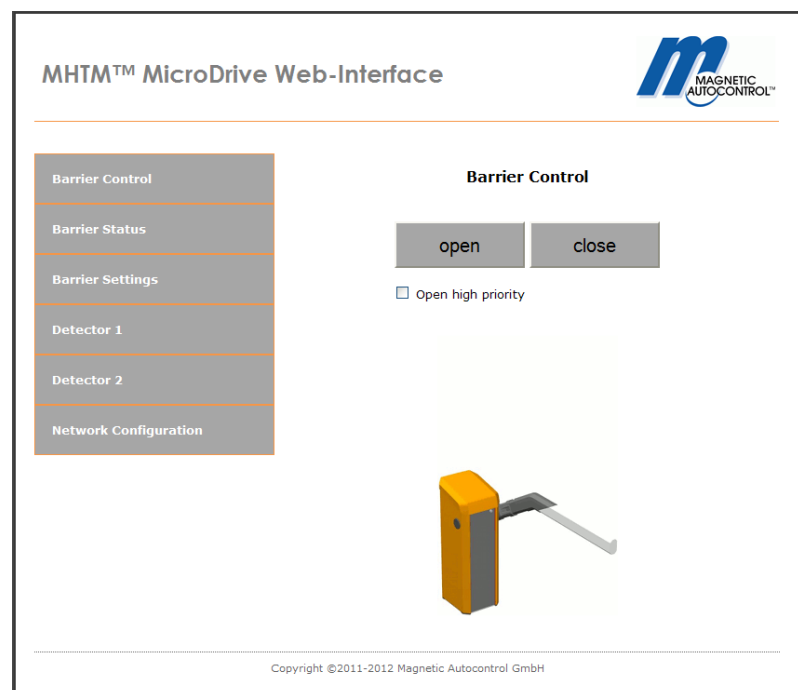 MHTM™ MicroDrive Web-Interface
MAGNETIC
AUTOCONTROL™
Barrier Control
Barrier Status
Barrier Settings
Detector 1
Detector 2
Network Configuration
Barrier Control
open close
Open high priority
Copyright ©2011-2012 Magnetic Autocontrol GmbH